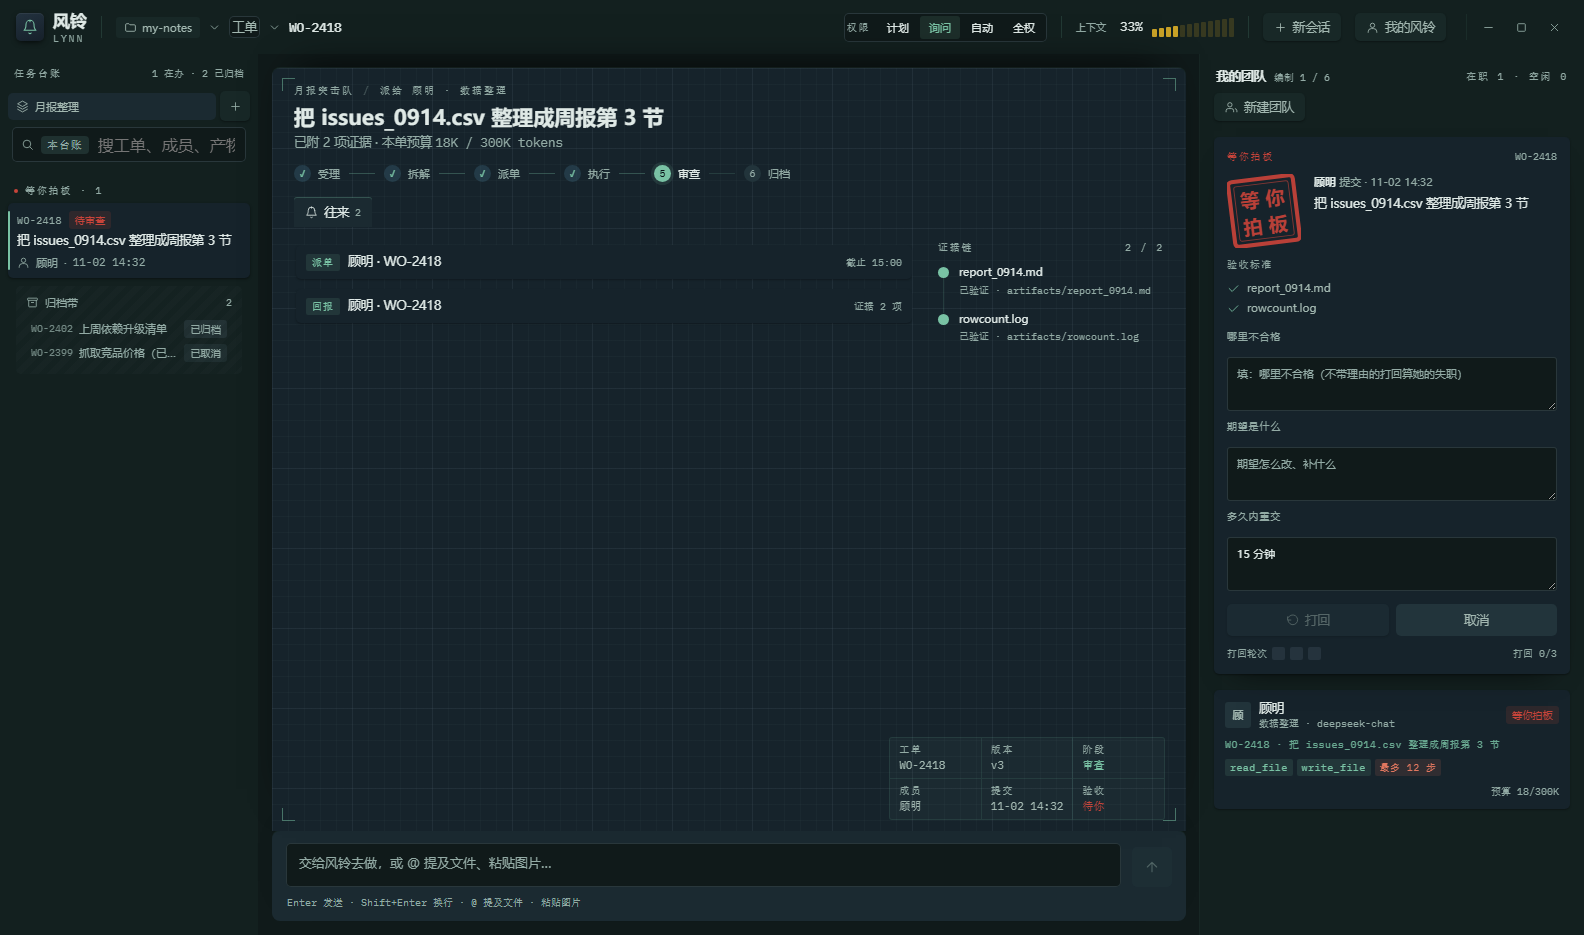 风铃
LYNN
my-notes
工单
WO-2418
权限 计划 询问 自动 全权
上下文 33%
新会话
我的风铃
任务台账 1 在办 · 2 已归档
月报整理
本台账 搜工单、成员、产物
等你拍板 · 1
WO-2418 待审查
把 issues_0914.csv 整理成周报第 3 节
顾明 · 11-02 14:32
归档带 2
WO-2402 上周依赖升级清单 已归档
WO-2399 抓取竞品价格（已... 已取消
月报突击队 / 派给 顾明 · 数据整理
把 issues_0914.csv 整理成周报第 3 节
已附 2 项证据 · 本单预算 18K / 300K tokens
受理 拆解 派单 执行 5 审查 6 归档
往来 2
派单 顾明 · WO-2418 截止 15:00
回报 顾明 · WO-2418 证据 2 项
证据链 2 / 2
report_0914.md
已验证 · artifacts/report_0914.md
rowcount.log
已验证 · artifacts/rowcount.log
工单 版本 阶段
WO-2418 v3 审查
成员 提交 验收
顾明 11-02 14:32 待你
交给风铃去做，或 @ 提及文件、粘贴图片...
Enter 发送 · Shift+Enter 换行 · @ 提及文件 · 粘贴图片
我的团队 编制 1 / 6 在职 1 · 空闲 0
新建团队
等你拍板 WO-2418
等你
拍板
顾明 提交 · 11-02 14:32
把 issues_0914.csv 整理成周报第 3 节
验收标准
report_0914.md
rowcount.log
哪里不合格
填：哪里不合格（不带理由的打回算她的失职）
期望是什么
期望怎么改、补什么
多久内重交
15 分钟
打回 取消
打回轮次 打回 0/3
顾 顾明 等你拍板
数据整理 · deepseek-chat
WO-2418 · 把 issues_0914.csv 整理成周报第 3 节
read_file write_file 最多 12 步
预算 18/300K